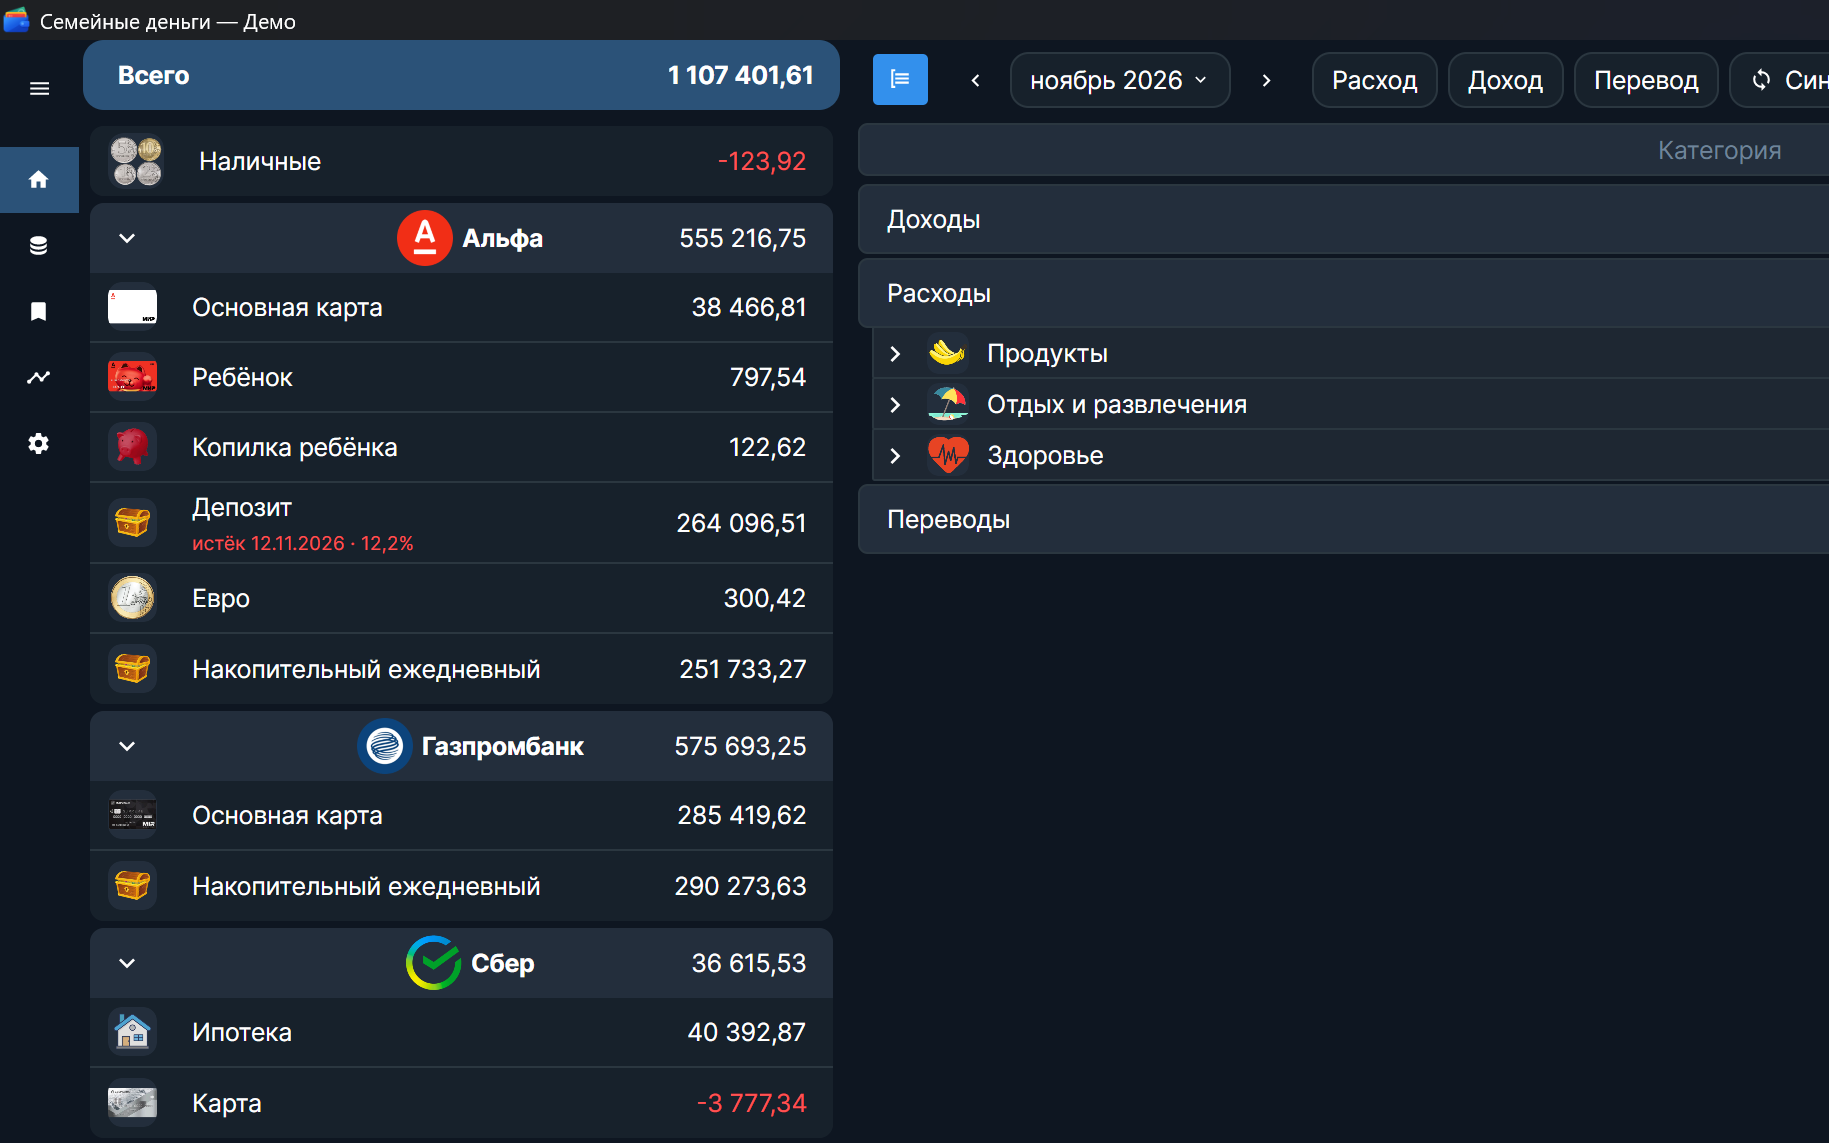 Семейные деньги — Демо
Всего 1 107 401,61
Наличные -123,92
Альфа 555 216,75
Основная карта 38 466,81
Ребёнок 797,54
Копилка ребёнка 122,62
Депозит 264 096,51
истёк 12.11.2026 · 12,2%
Евро 300,42
Накопительный ежедневный 251 733,27
Газпромбанк 575 693,25
Основная карта 285 419,62
Накопительный ежедневный 290 273,63
Сбер 36 615,53
Ипотека 40 392,87
Карта -3 777,34
ноябрь 2026 Расход Доход Перевод Син
Категория
Доходы
Расходы
Продукты
Отдых и развлечения
Здоровье
Переводы